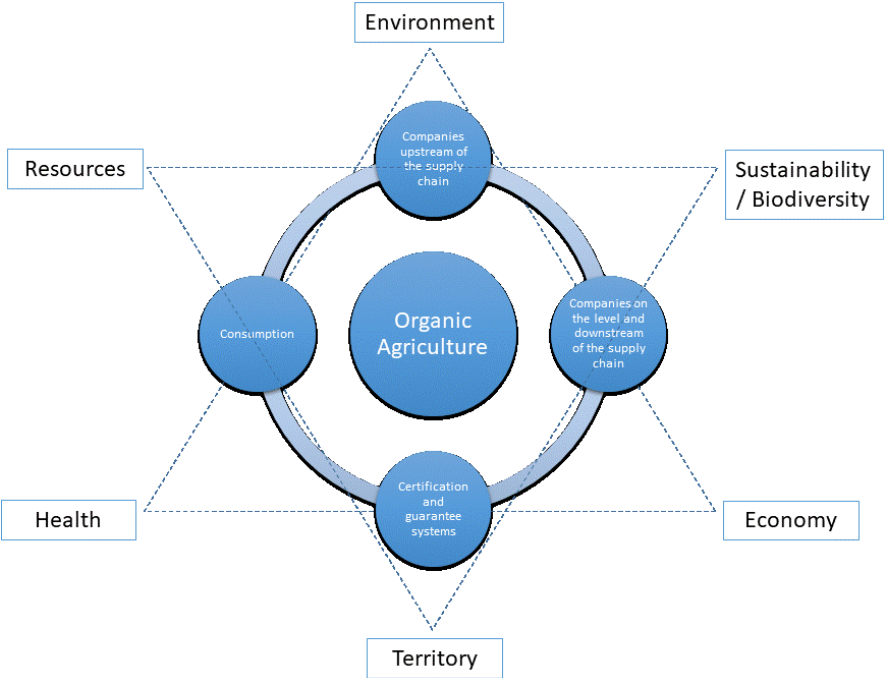 Environment
Companies
upstream of
the supply
chain
Resources
Sustainability
/ Biodiversity
Consumption
Organic
Agriculture
Companies on
the level and
downstream
of the supply
chain
Certification
and
guarantee
systems
Health
Economy
Territory